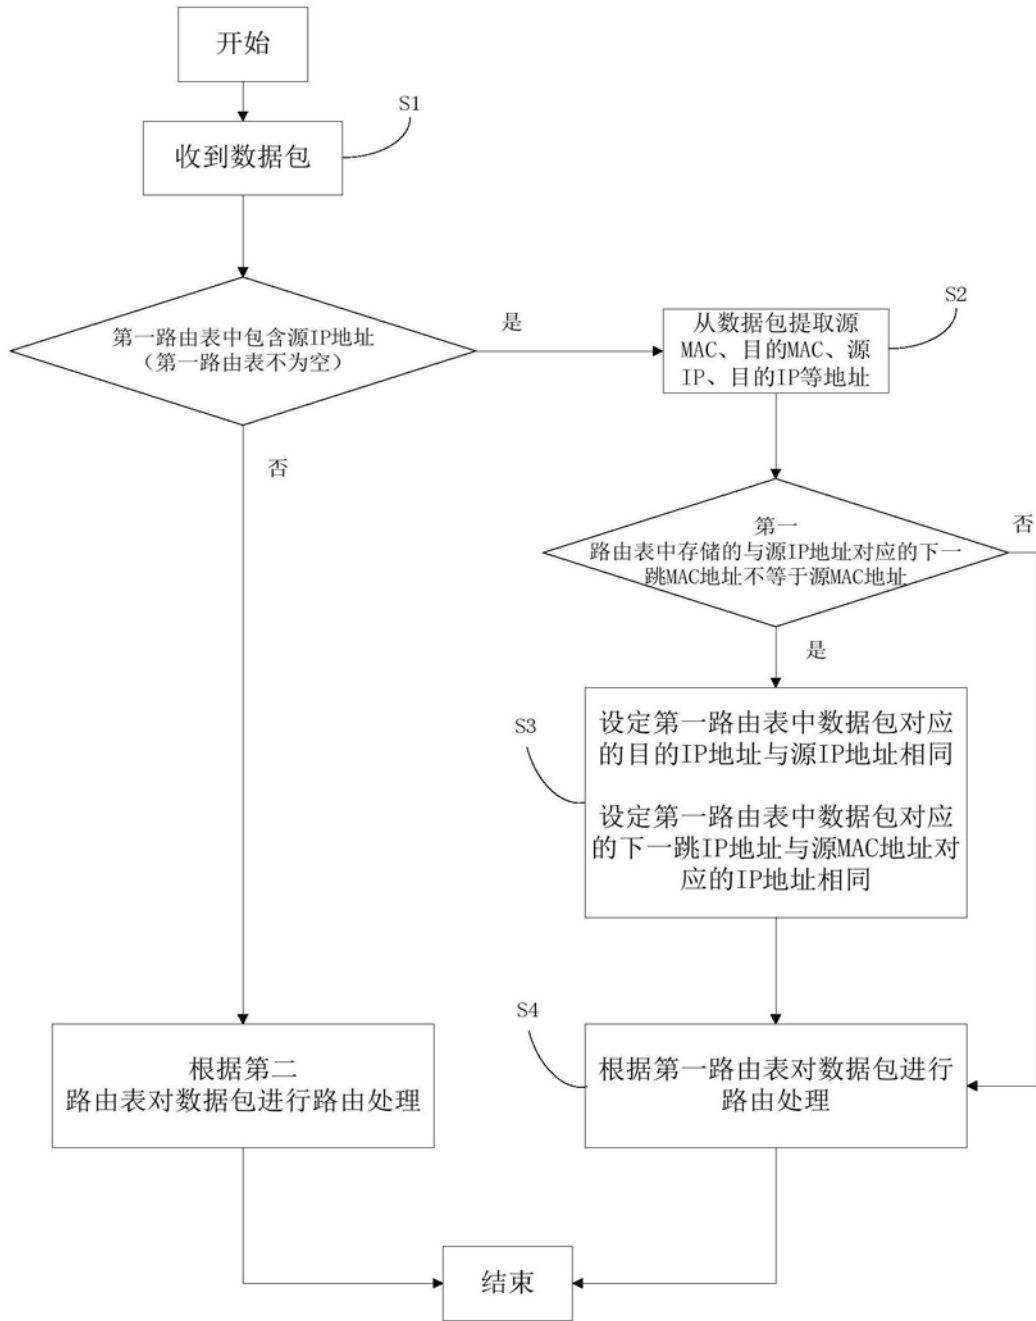 开始
S1
收到数据包
第一路由表中包含源IP地址
（第一路由表不为空）
是
S2
从数据包提取源
MAC、目的MAC、源
IP、目的IP等地址
否
第一
路由表中存储的与源IP地址对应的下一
跳MAC地址不等于源MAC地址
否
是
S3
设定第一路由表中数据包对应
的目的IP地址与源IP地址相同
设定第一路由表中数据包对应
的下一跳IP地址与源MAC地址对
应的IP地址相同
S4
根据第二
路由表对数据包进行路由处理
根据第一路由表对数据包进行
路由处理
结束